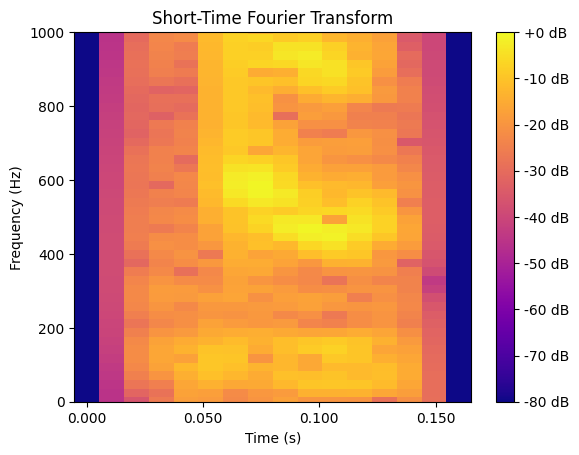 Short-Time Fourier Transform
Frequency (Hz)
1000
800
600
400
200
0
0.000
0.050
0.100
0.150
Time (s)
+0 dB
-10 dB
-20 dB
-30 dB
-40 dB
-50 dB
-60 dB
-70 dB
-80 dB